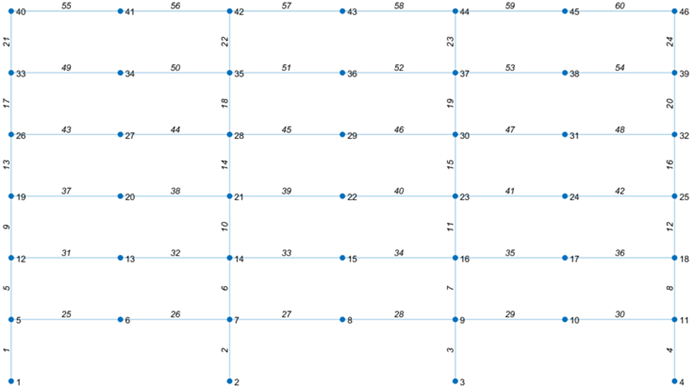 55 56 57 58 59 60
40 41 42 43 44 45 46
21 22 23 24
49 50 51 52 53 54
33 34 35 36 37 38 39
17 18 19 20
43 44 45 46 47 48
26 27 28 29 30 31 32
13 14 15 16
37 38 39 40 41 42
19 20 21 22 23 24 25
9 10 11 12
31 32 33 34 35 36
12 13 14 15 16 17 18
5 6 7 8
25 26 27 28 29 30
5 6 7 8 9 10 11
1 2 3 4
1 2 3 4